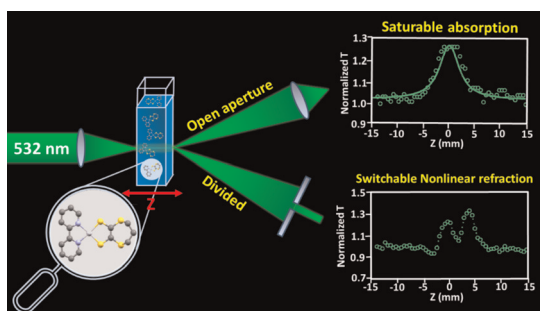 Saturable absorption
Normalized T
1.3
1.2
1.1
1.0
0.9
-15 -10 -5 0 5 10 15
Z (mm)
532 nm
Open aperture
Divided
Z
Switchable Nonlinear refraction
Normalized T
1.5
1.3
1.1
0.9
0.7
-15 -10 -5 0 5 10 15
Z (mm)